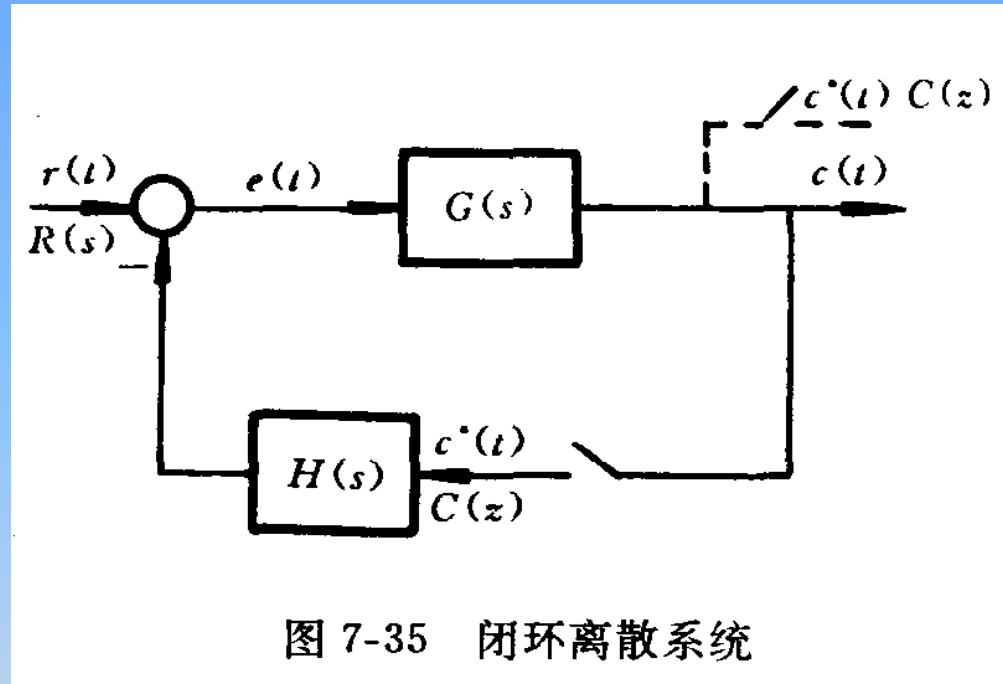 c*(t) C(z)
r(t)
e(t)
G(s)
c(t)
R(s)
−
H(s)
c*(t)
C(z)
图 7-35 闭环离散系统